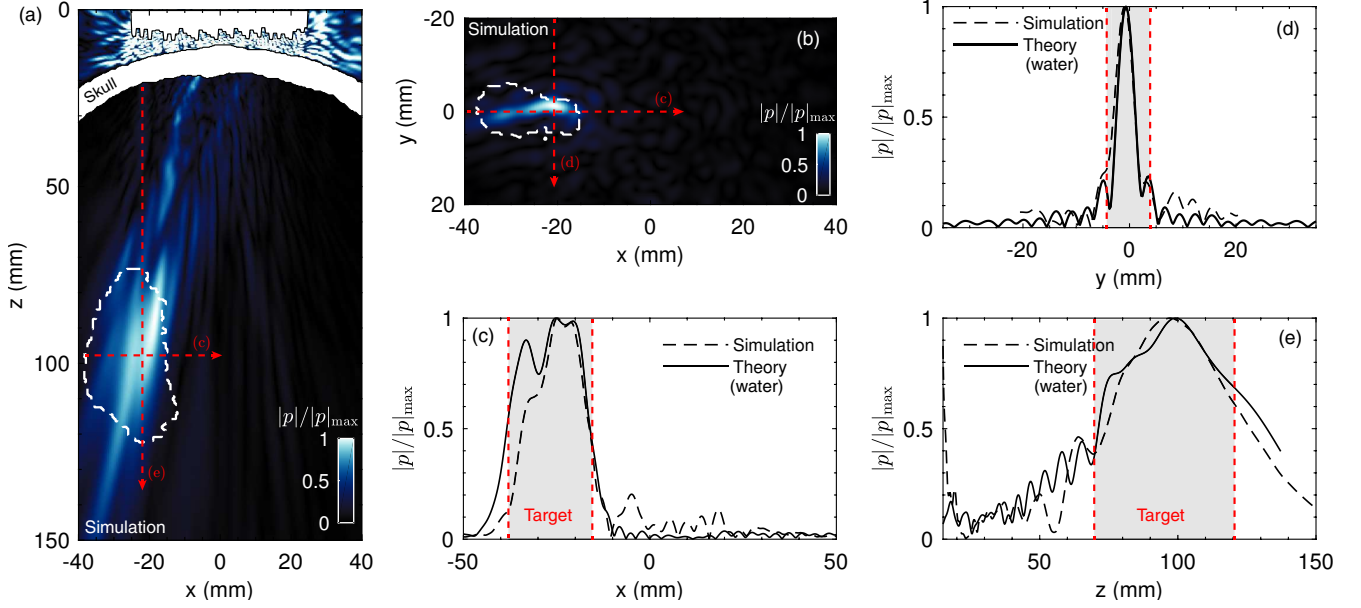 (a)
0
50
100
150
z (mm)
Skull
(c)
(e)
|p|/|p|max
1
0.5
0
Simulation
-40
-20
0
20
40
x (mm)
Simulation
(b)
-20
0
20
y (mm)
(c)
(d)
|p|/|p|max
1
0.5
0
-40
-20
0
20
40
x (mm)
(d)
Simulation
Theory
(water)
1
0.5
0
|p|/|p|max
-20
0
20
y (mm)
(c)
Simulation
Theory
(water)
1
0.5
0
|p|/|p|max
Target
-50
0
50
x (mm)
(e)
Simulation
Theory
(water)
1
0.5
0
|p|/|p|max
Target
50
100
150
z (mm)